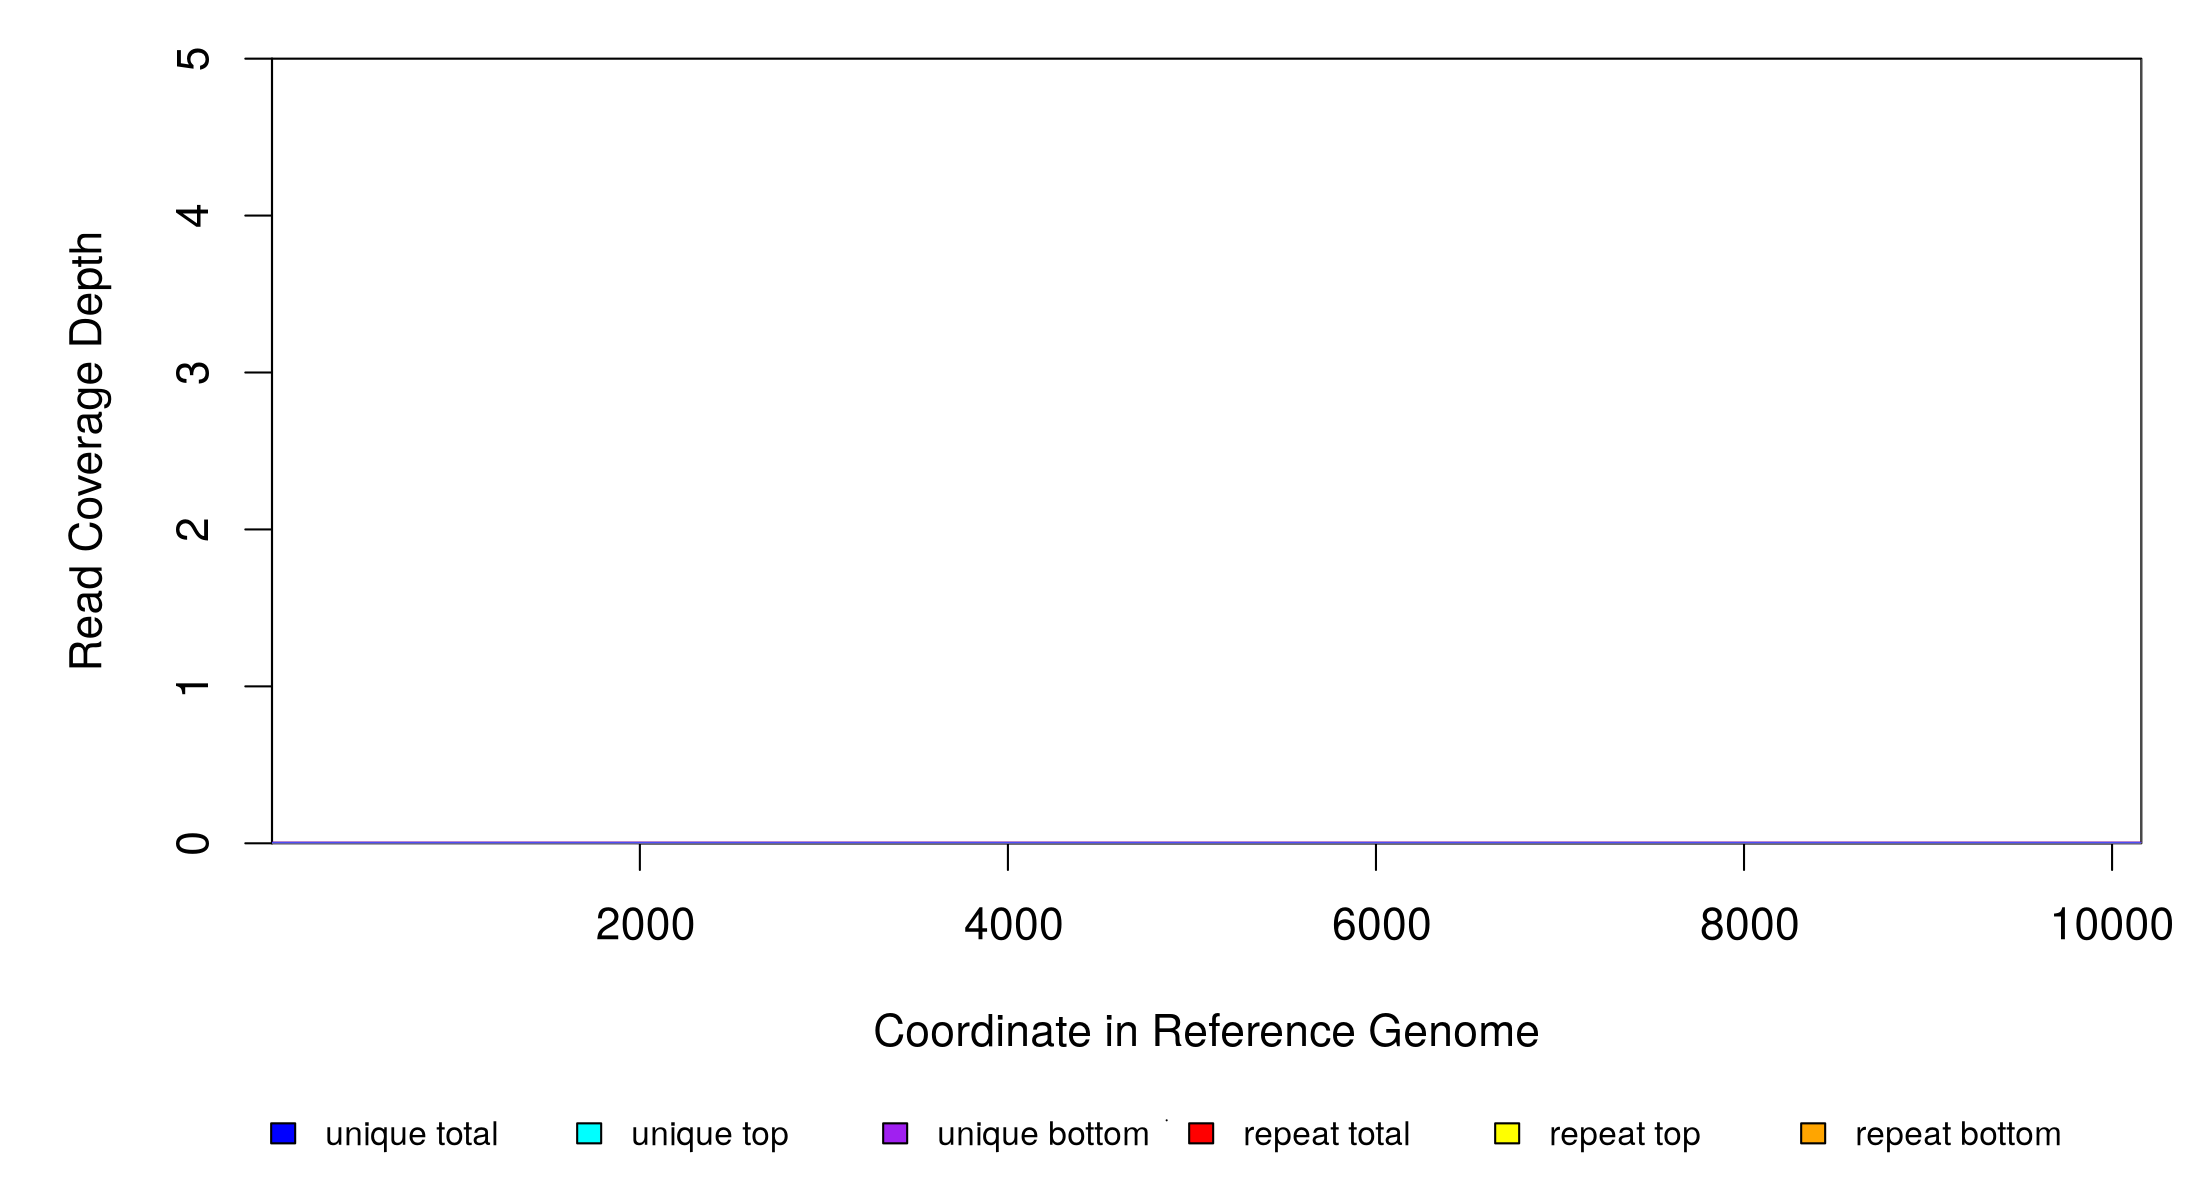 Read Coverage Depth
5
4
3
2
1
0
2000 4000 6000 8000 10000
Coordinate in Reference Genome
unique total unique top unique bottom repeat total repeat top repeat bottom